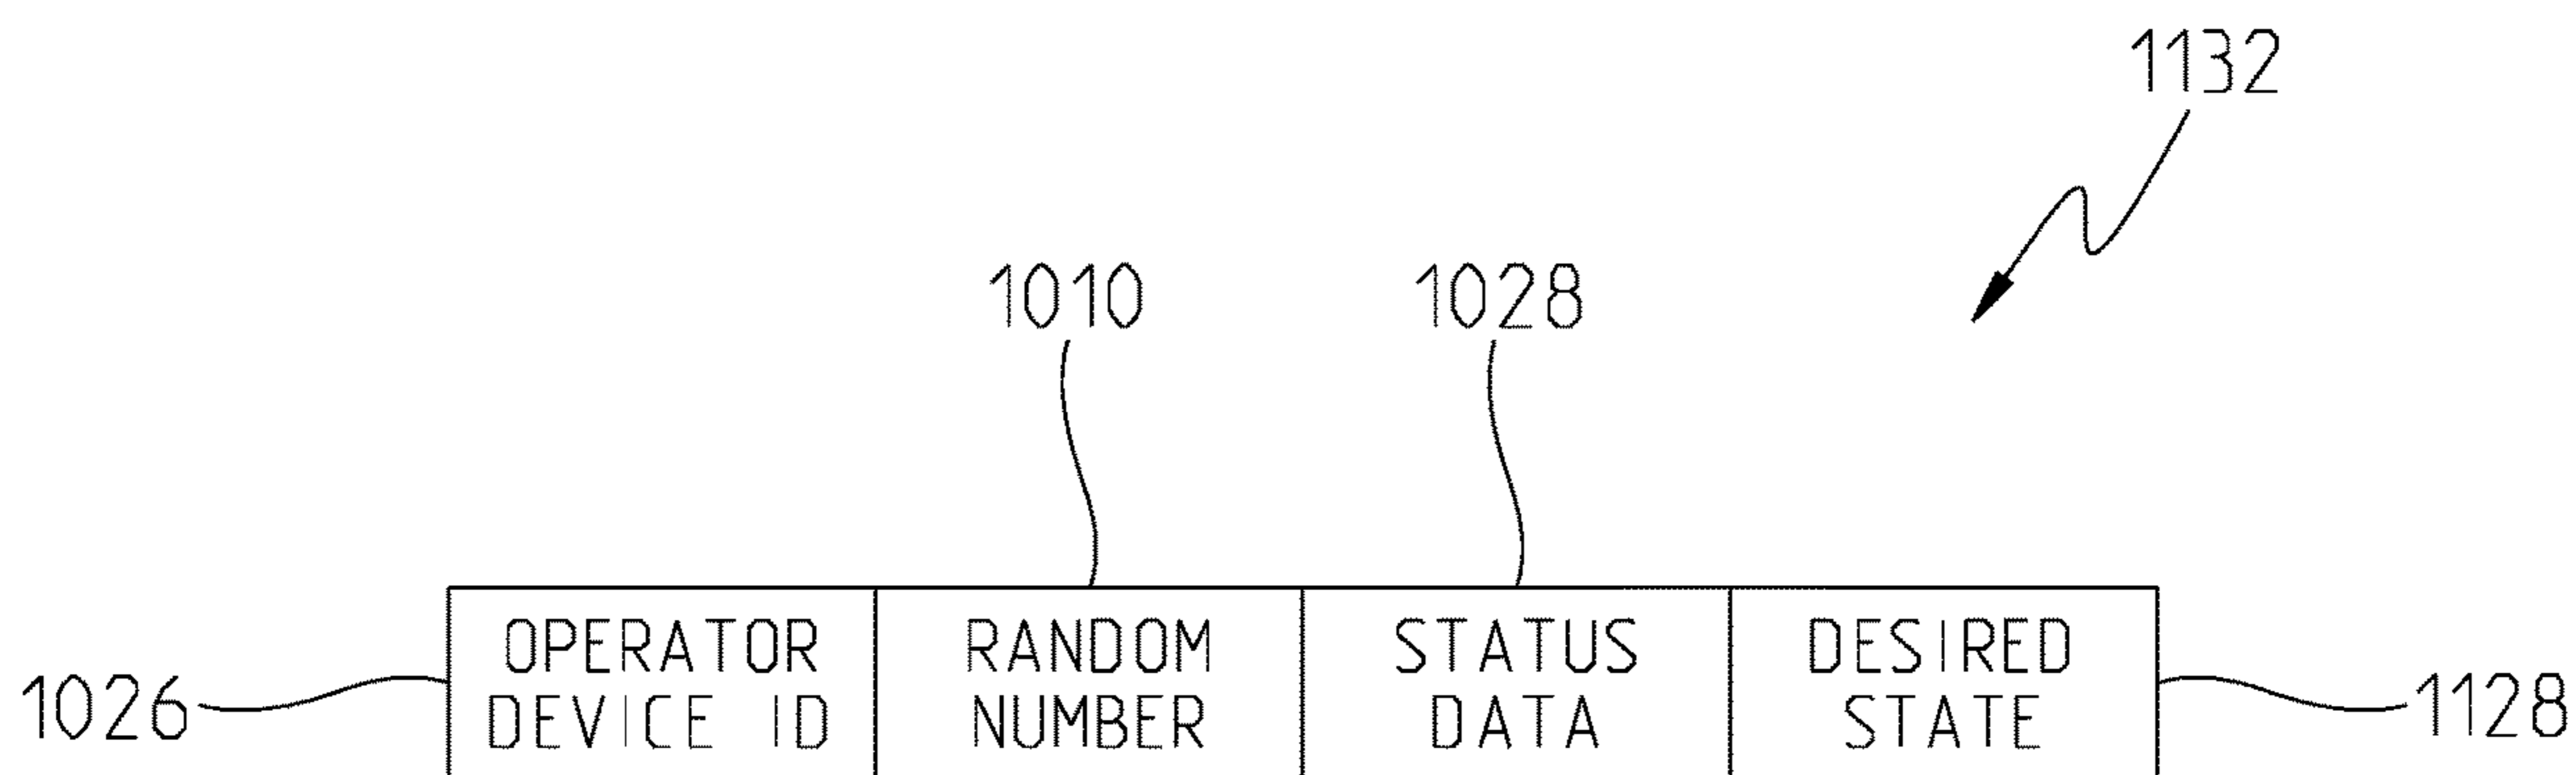 1132
1010
1028
OPERATOR DEVICE ID
RANDOM NUMBER
STATUS DATA
DESIRED STATE
1026
1128